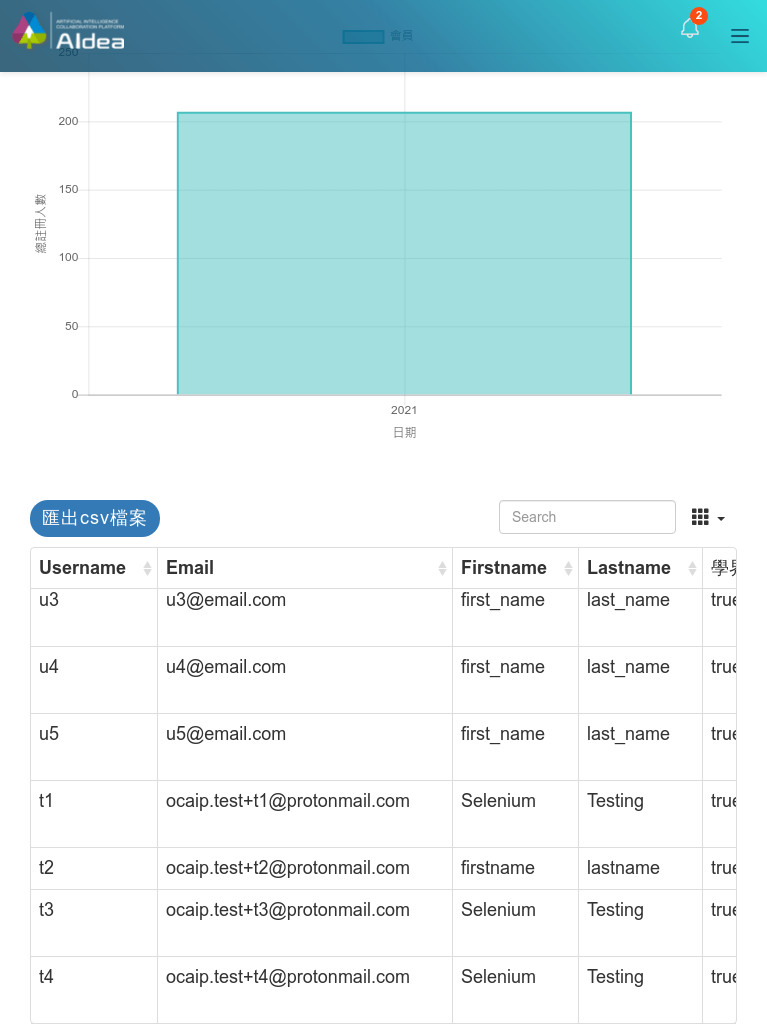 ARTIFICIAL INTELLIGENCE
COLLABORATION PLATFORM
AIdea
2
會員
250
200
150
100
50
0
總註冊人數
2021
日期
匯出csv檔案
Search
Username Email Firstname Lastname 學界
u3 u3@email.com first_name last_name true
u4 u4@email.com first_name last_name true
u5 u5@email.com first_name last_name true
t1 ocaip.test+t1@protonmail.com Selenium Testing true
t2 ocaip.test+t2@protonmail.com firstname lastname true
t3 ocaip.test+t3@protonmail.com Selenium Testing true
t4 ocaip.test+t4@protonmail.com Selenium Testing true